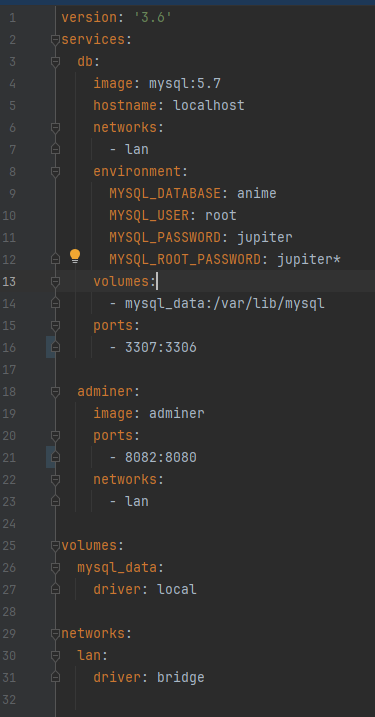 1 version: '3.6'
2 services:
3   db:
4     image: mysql:5.7
5     hostname: localhost
6     networks:
7       - lan
8     environment:
9       MYSQL_DATABASE: anime
10       MYSQL_USER: root
11       MYSQL_PASSWORD: jupiter
12       MYSQL_ROOT_PASSWORD: jupiter*
13     volumes:
14       - mysql_data:/var/lib/mysql
15     ports:
16       - 3307:3306
17
18   adminer:
19     image: adminer
20     ports:
21       - 8082:8080
22     networks:
23       - lan
24
25 volumes:
26   mysql_data:
27     driver: local
28
29 networks:
30   lan:
31     driver: bridge
32